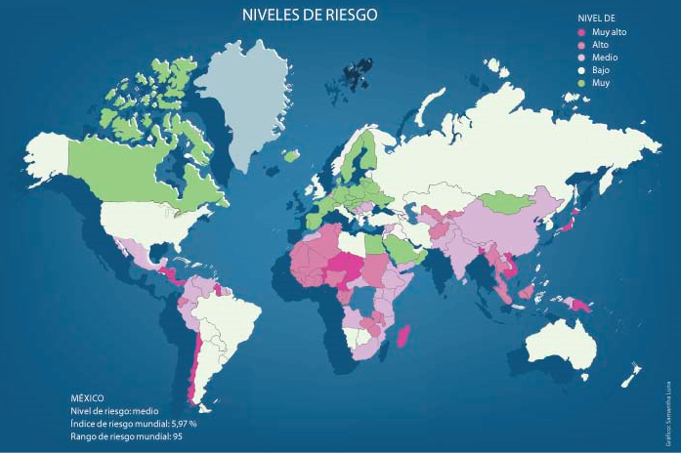 NIVELES DE RIESGO
NIVEL DE
Muy alto
Alto
Medio
Bajo
Muy
MÉXICO
Nivel de riesgo: medio
Índice de riesgo mundial: 5,97 %
Rango de riesgo mundial: 95
Gráfico: Samantha Luna